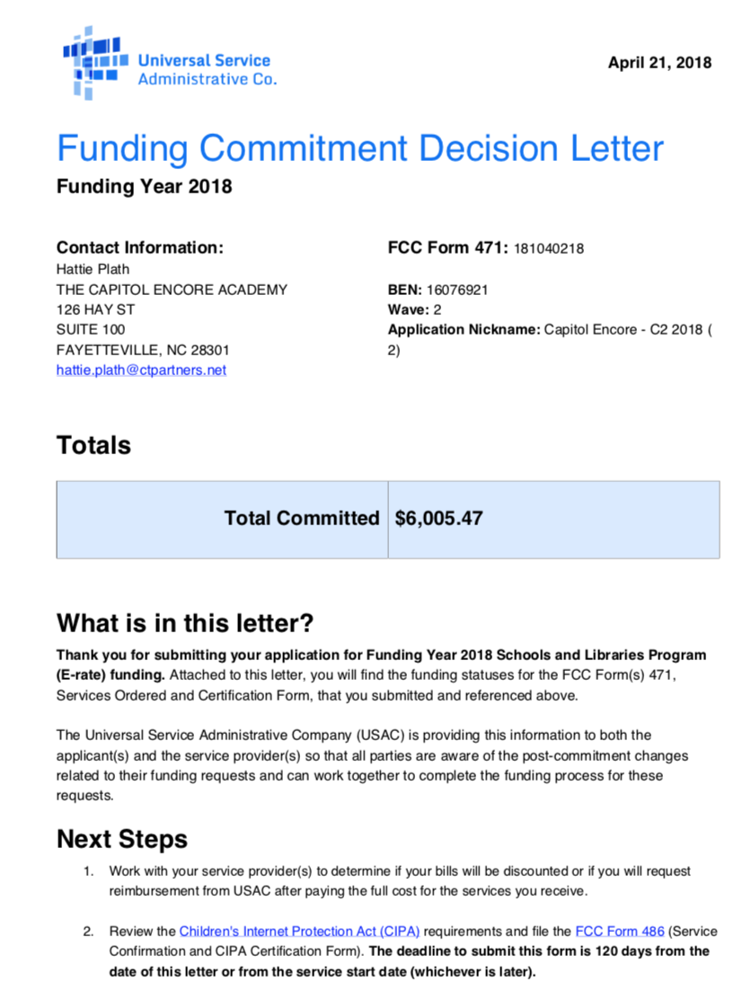 Universal Service
Administrative Co.
April 21, 2018
Funding Commitment Decision Letter
Funding Year 2018
Contact Information:
Hattie Plath
THE CAPITOL ENCORE ACADEMY
126 HAY ST
SUITE 100
FAYETTEVILLE, NC 28301
hattie.plath@ctpartners.net
FCC Form 471: 181040218
BEN: 16076921
Wave: 2
Application Nickname: Capitol Encore - C2 2018 (
2)
Totals
Total Committed $6,005.47
What is in this letter?
Thank you for submitting your application for Funding Year 2018 Schools and Libraries Program
(E-rate) funding. Attached to this letter, you will find the funding statuses for the FCC Form(s) 471,
Services Ordered and Certification Form, that you submitted and referenced above.
The Universal Service Administrative Company (USAC) is providing this information to both the
applicant(s) and the service provider(s) so that all parties are aware of the post-commitment changes
related to their funding requests and can work together to complete the funding process for these
requests.
Next Steps
1. Work with your service provider(s) to determine if your bills will be discounted or if you will request
reimbursement from USAC after paying the full cost for the services you receive.
2. Review the Children's Internet Protection Act (CIPA) requirements and file the FCC Form 486 (Service
Confirmation and CIPA Certification Form). The deadline to submit this form is 120 days from the
date of this letter or from the service start date (whichever is later).